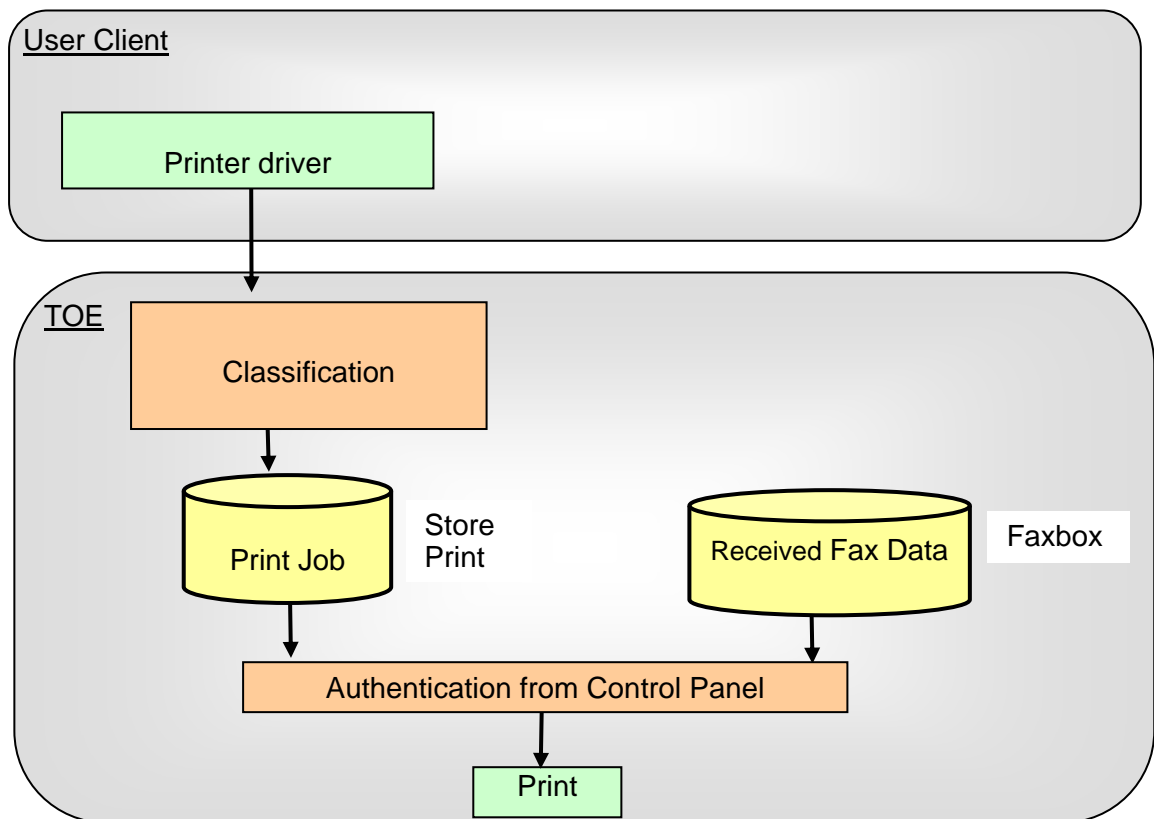 User Client
Printer driver
TOE
Classification
Print Job
Store
Print
Received Fax Data
Faxbox
Authentication from Control Panel
Print